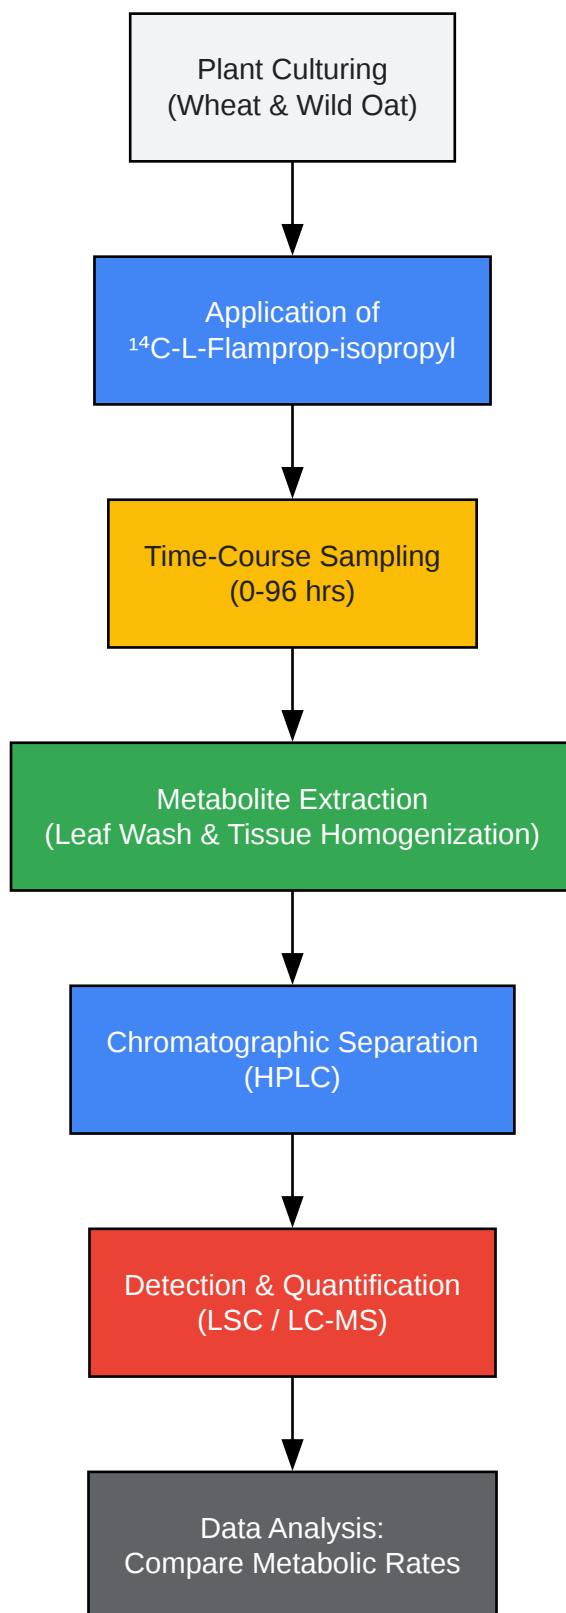 Plant Culturing
(Wheat & Wild Oat)
Application of
¹⁴C-L-Flamprop-isopropyl
Time-Course Sampling
(0-96 hrs)
Metabolite Extraction
(Leaf Wash & Tissue Homogenization)
Chromatographic Separation
(HPLC)
Detection & Quantification
(LSC / LC-MS)
Data Analysis:
Compare Metabolic Rates